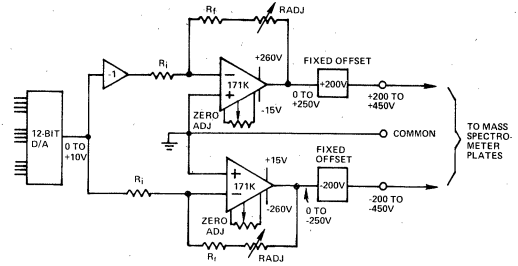 Rf RADJ
-1
Ri
+260V
FIXED OFFSET
−
171K
+
+200V
0 TO
+250V
+200 TO
+450V
-15V
ZERO
ADJ
12-BIT
D/A
0 TO
+10V
COMMON
TO MASS
SPECTRO-
METER
PLATES
FIXED
OFFSET
+15V
Ri
+
171K
−
-200V
-260V
0 TO
-250V
-200 TO
-450V
ZERO
ADJ
Rf RADJ